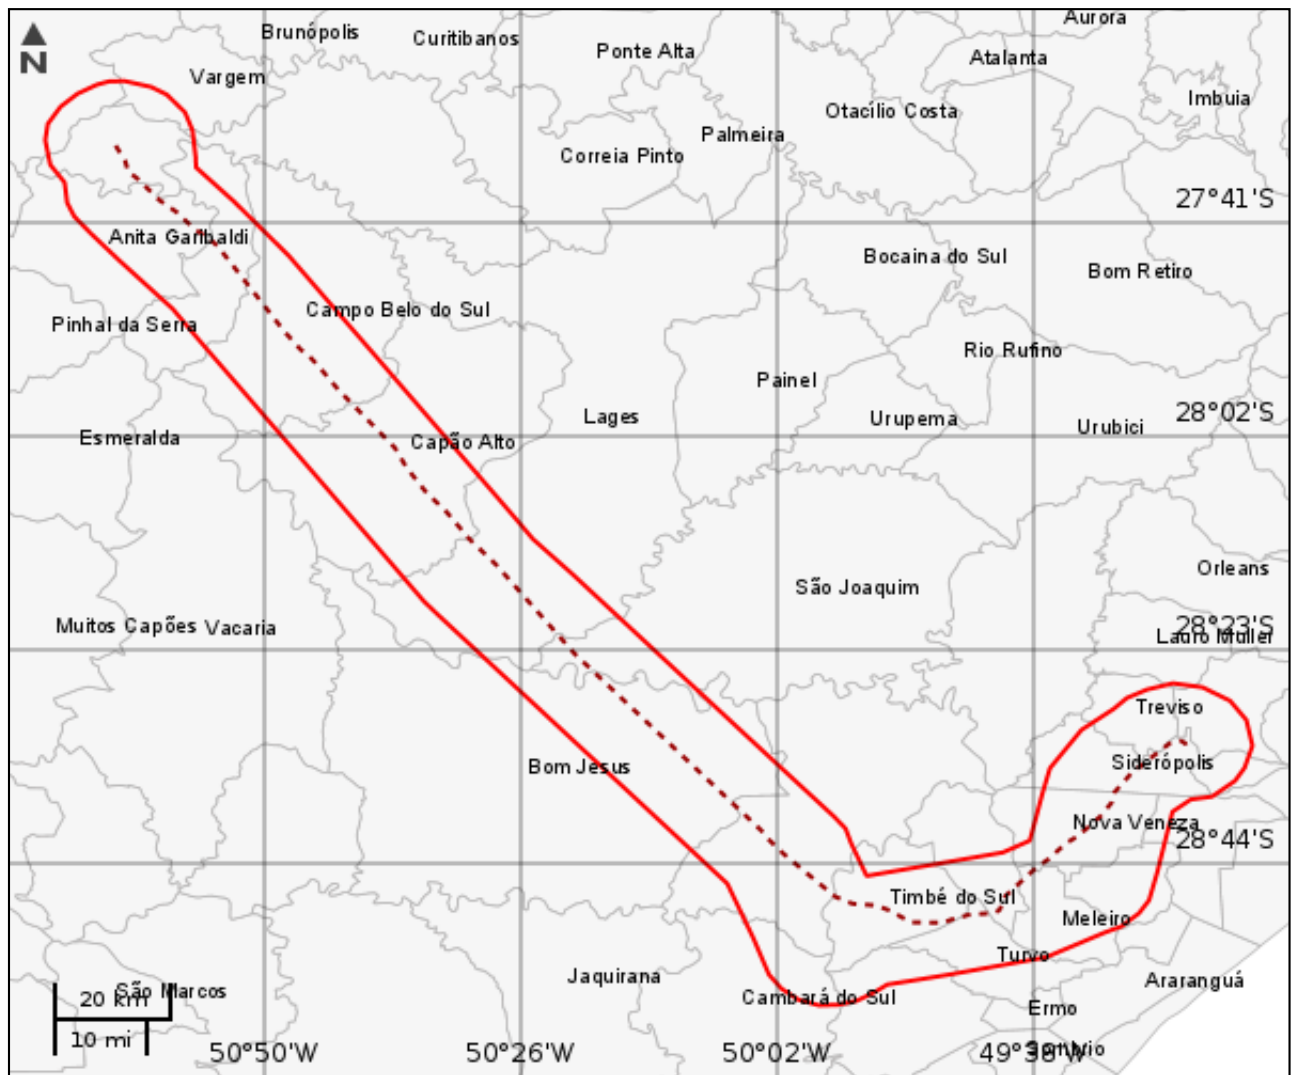 Aurora
Brunópolis
Curitibanos
Ponte Alta
Atalanta
N
Vargem
Imbuia
Otacílio Costa
Palmeira
Correia Pinto
27°41'S
Anita Garibaldi
Bocaina do Sul
Bom Retiro
Campo Belo do Sul
Pinhal da Serra
Rio Rufino
Painel
28°02'S
Lages
Urupema
Urubici
Esmeralda
Capão Alto
Orleans
São Joaquim
28°23'S
Muitos Capões
Vacaria
Lauro Muller
Treviso
Siderópolis
Bom Jesus
Nova Veneza
28°44'S
Timbé do Sul
Meleiro
Turvo
Jaquirana
Araranguá
São Marcos
20 km
Cambará do Sul
Ermo
10 mi
50°50'W
50°26'W
50°02'W
49°38'W
Sombrio